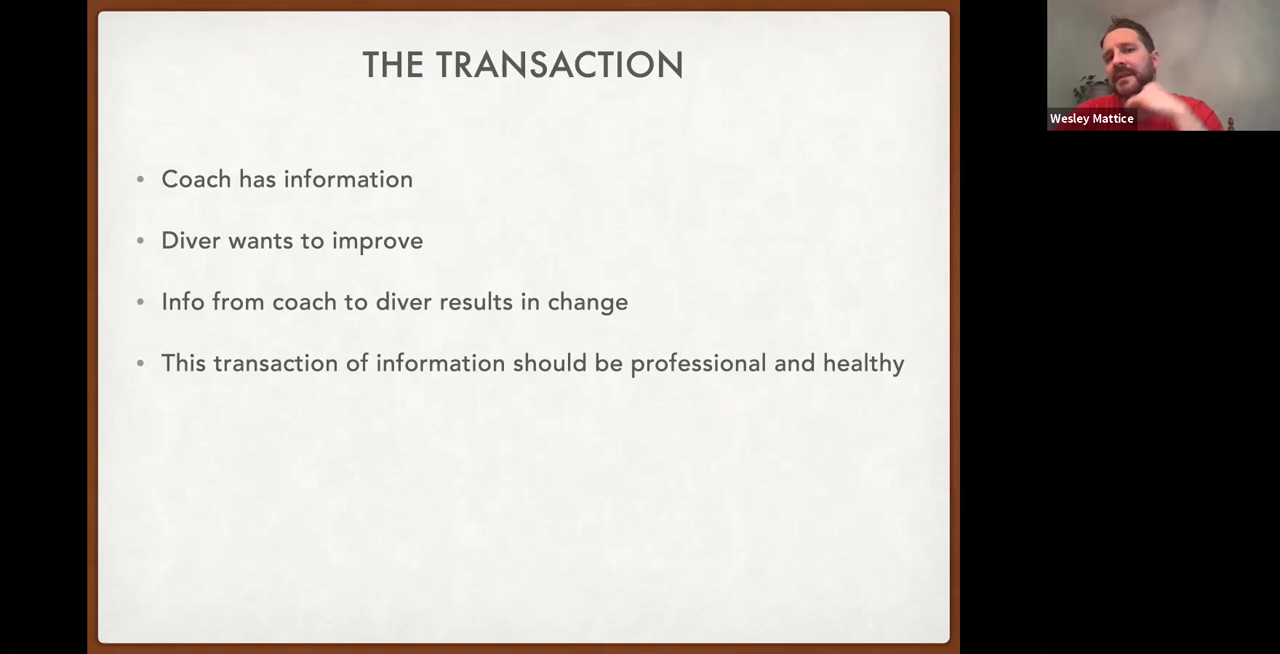 THE TRANSACTION
• Coach has information
• Diver wants to improve
• Info from coach to diver results in change
• This transaction of information should be professional and healthy
Wesley Mattice